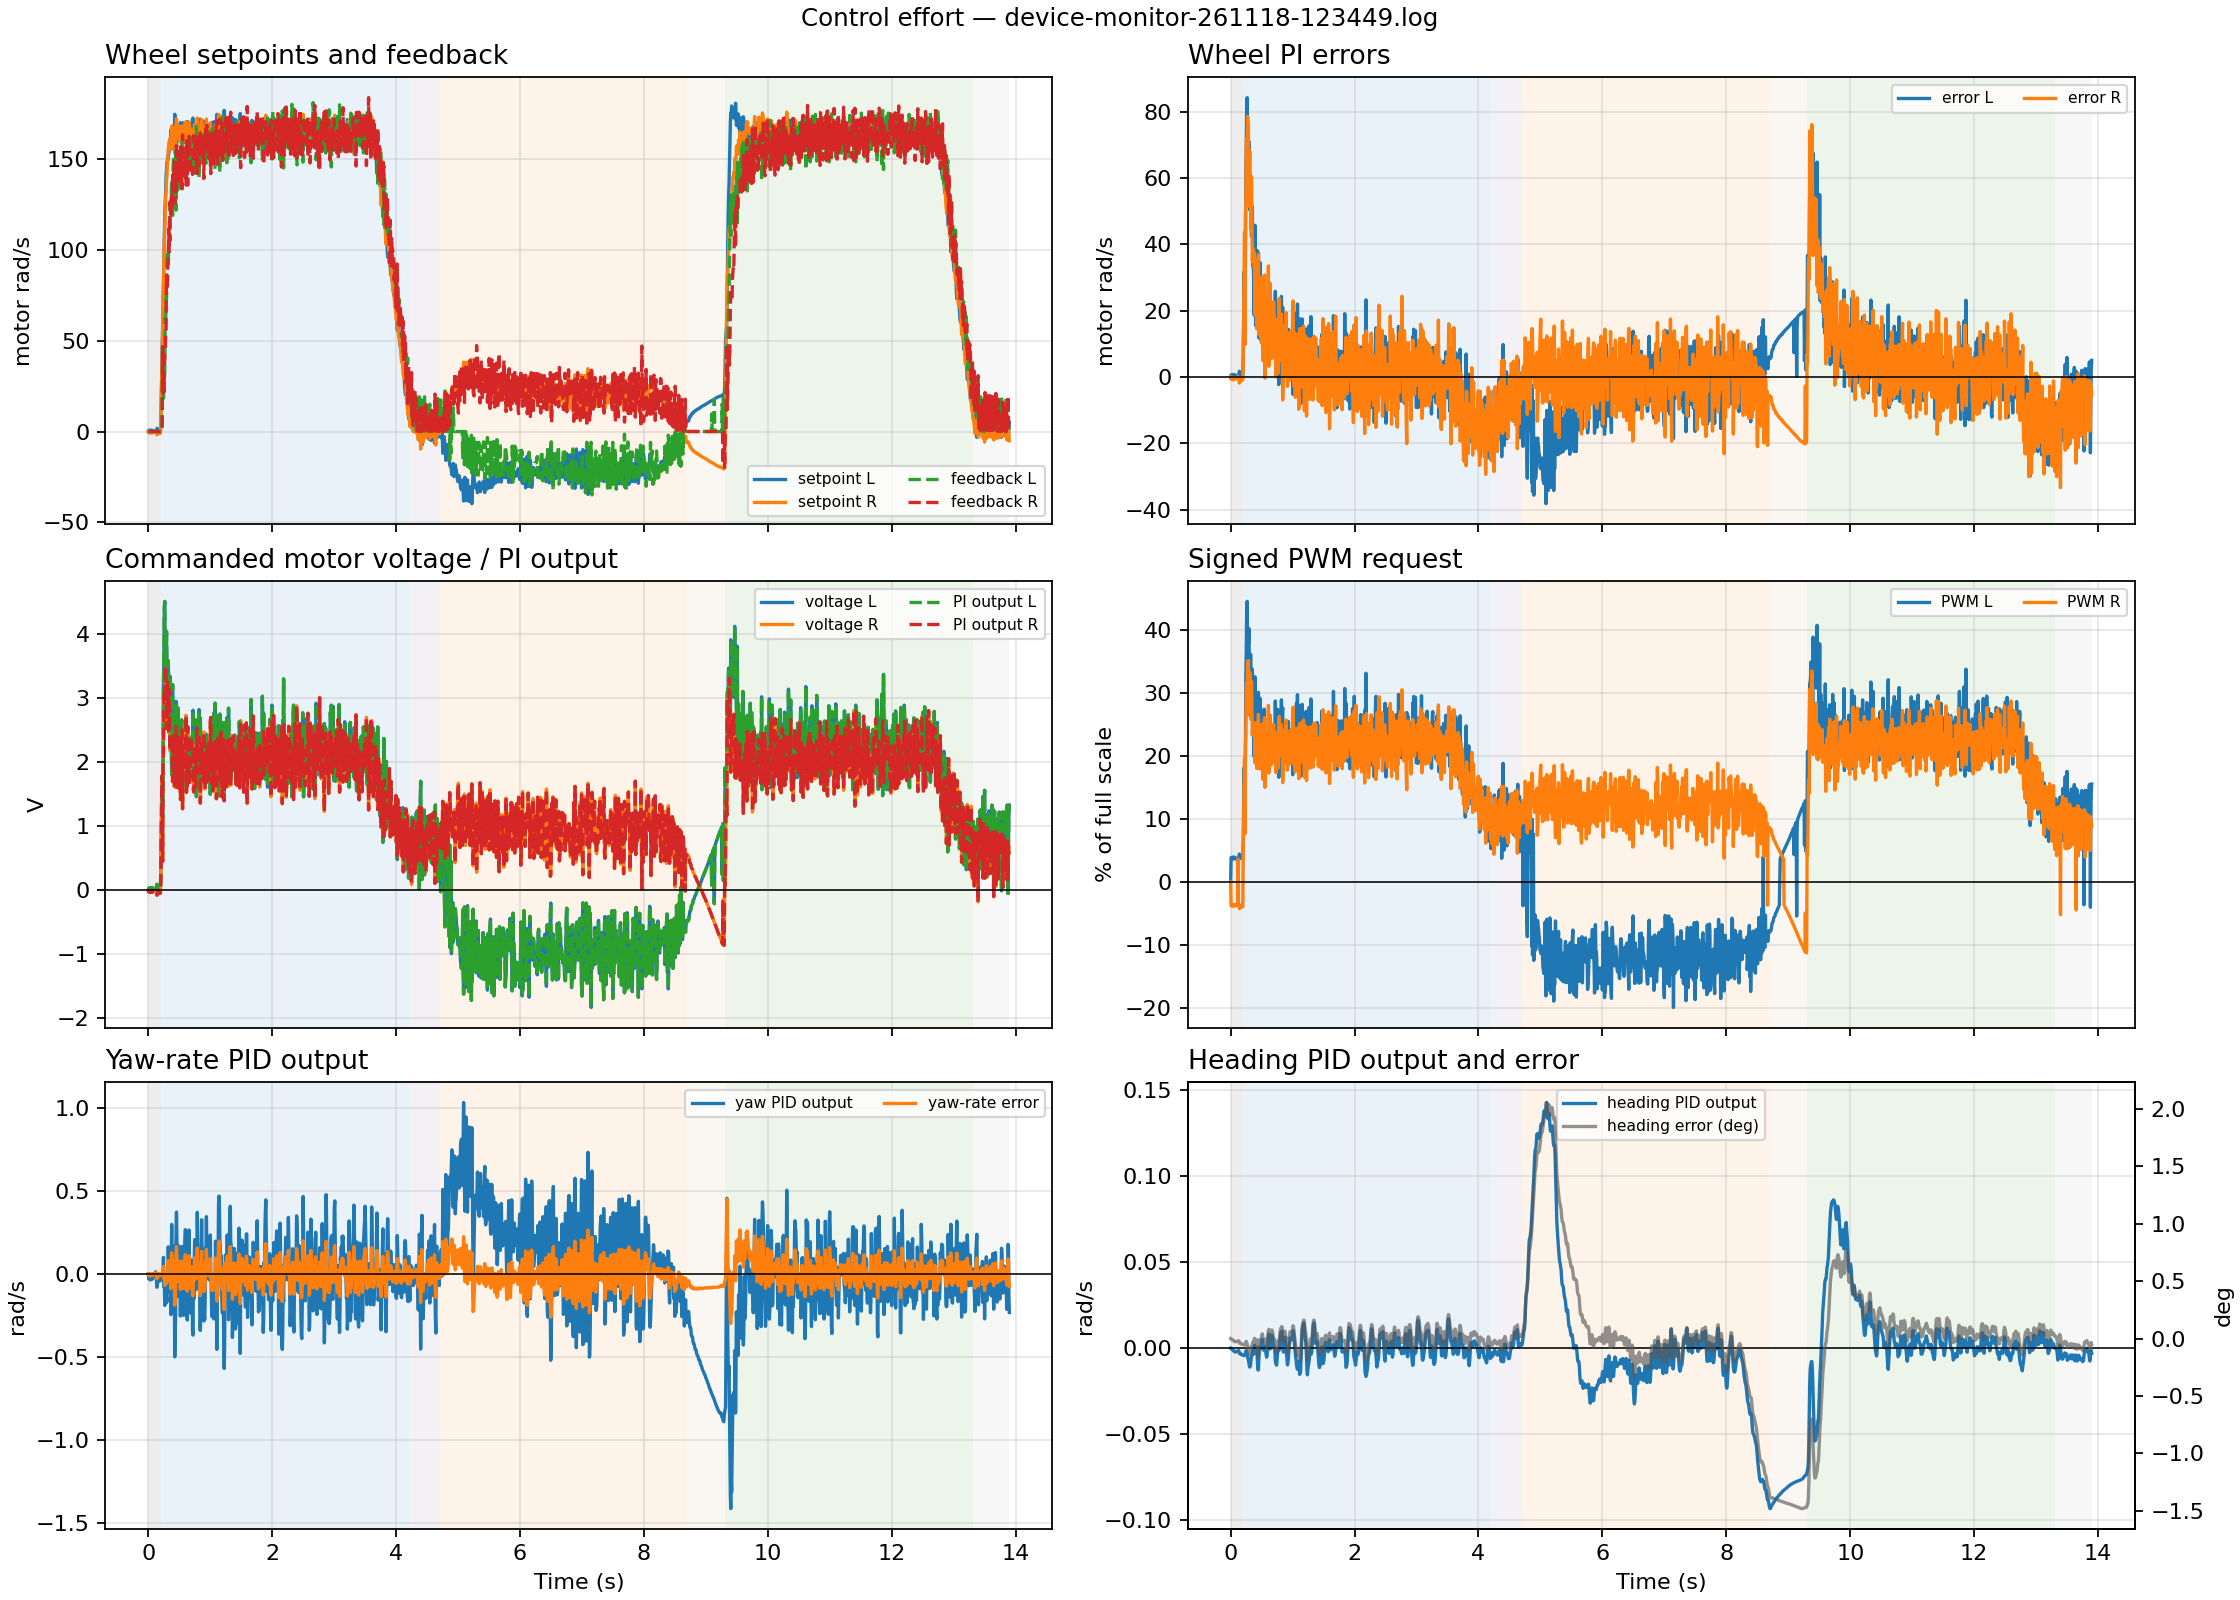 Control effort — device-monitor-261118-123449.log
Wheel setpoints and feedback
motor rad/s
150
100
50
0
−50
setpoint L
setpoint R
feedback L
feedback R
Wheel PI errors
motor rad/s
80
60
40
20
0
−20
−40
error L
error R
Commanded motor voltage / PI output
V
4
3
2
1
0
−1
−2
voltage L
voltage R
PI output L
PI output R
Signed PWM request
% of full scale
40
30
20
10
0
−10
−20
PWM L
PWM R
Yaw-rate PID output
rad/s
1.0
0.5
0.0
−0.5
−1.0
−1.5
yaw PID output
yaw-rate error
0 2 4 6 8 10 12 14
Time (s)
Heading PID output and error
rad/s
0.15
0.10
0.05
0.00
−0.05
−0.10
heading PID output
heading error (deg)
2.0
1.5
1.0
0.5
0.0
−0.5
−1.0
−1.5
deg
0 2 4 6 8 10 12 14
Time (s)